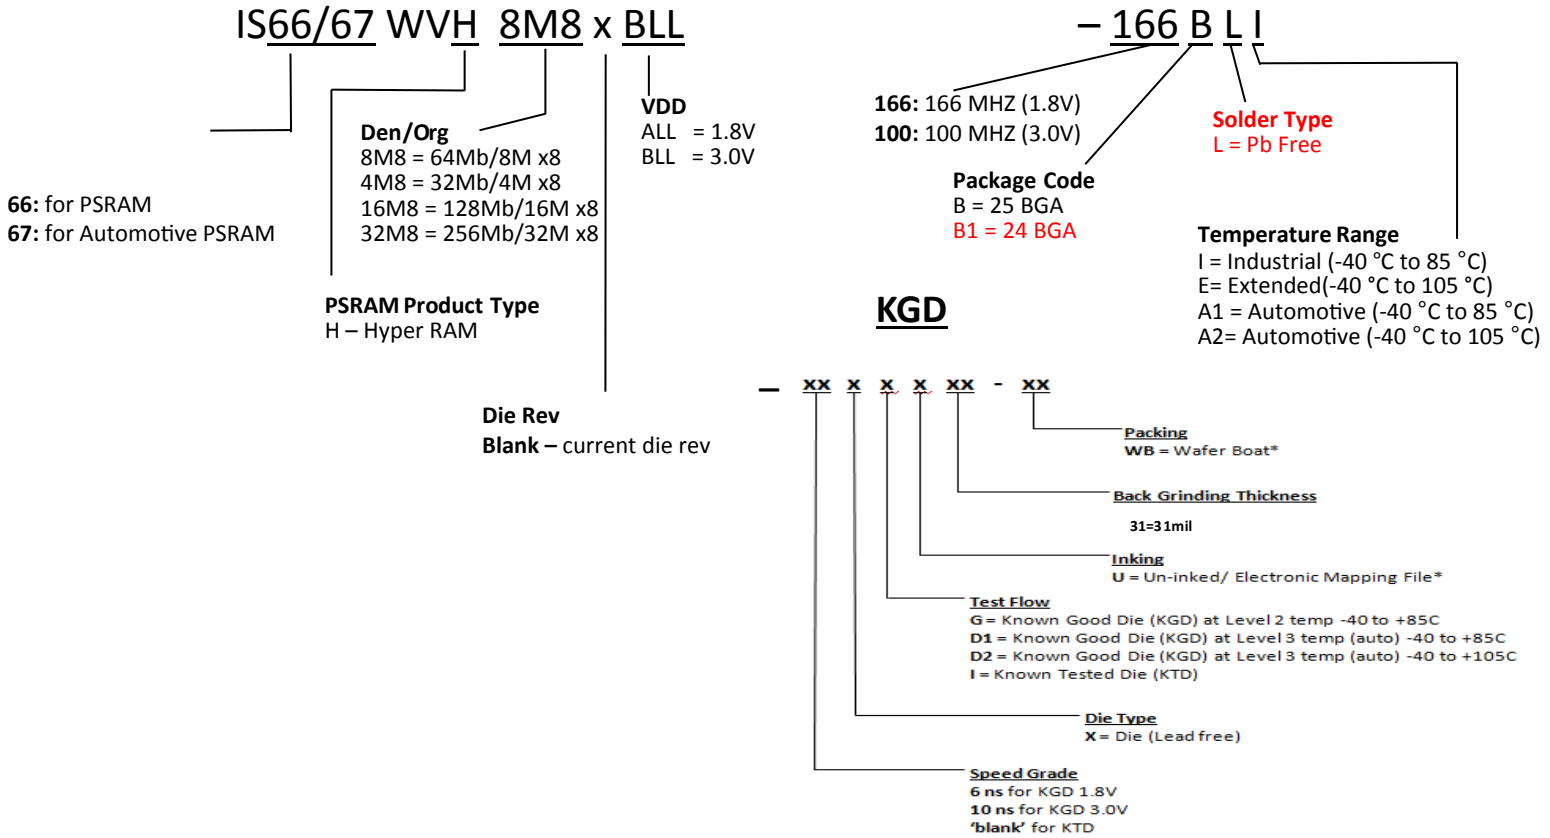 IS66/67 WVH 8M8 x BLL
– 166 B L I
66: for PSRAM
67: for Automotive PSRAM
Den/Org
8M8 = 64Mb/8M x8
4M8 = 32Mb/4M x8
16M8 = 128Mb/16M x8
32M8 = 256Mb/32M x8
PSRAM Product Type
H – Hyper RAM
Die Rev
Blank – current die rev
VDD
ALL = 1.8V
BLL = 3.0V
166: 166 MHZ (1.8V)
100: 100 MHZ (3.0V)
Package Code
B = 25 BGA
B1 = 24 BGA
Solder Type
L = Pb Free
Temperature Range
I = Industrial (-40 °C to 85 °C)
E= Extended(-40 °C to 105 °C)
A1 = Automotive (-40 °C to 85 °C)
A2= Automotive (-40 °C to 105 °C)
KGD
– xx x x x xx - xx
Packing
WB = Wafer Boat*
Back Grinding Thickness
31=31mil
Inking
U = Un-inked/ Electronic Mapping File*
Test Flow
G = Known Good Die (KGD) at Level 2 temp -40 to +85C
D1 = Known Good Die (KGD) at Level 3 temp (auto) -40 to +85C
D2 = Known Good Die (KGD) at Level 3 temp (auto) -40 to +105C
I = Known Tested Die (KTD)
Die Type
X = Die (Lead free)
Speed Grade
6 ns for KGD 1.8V
10 ns for KGD 3.0V
'blank' for KTD